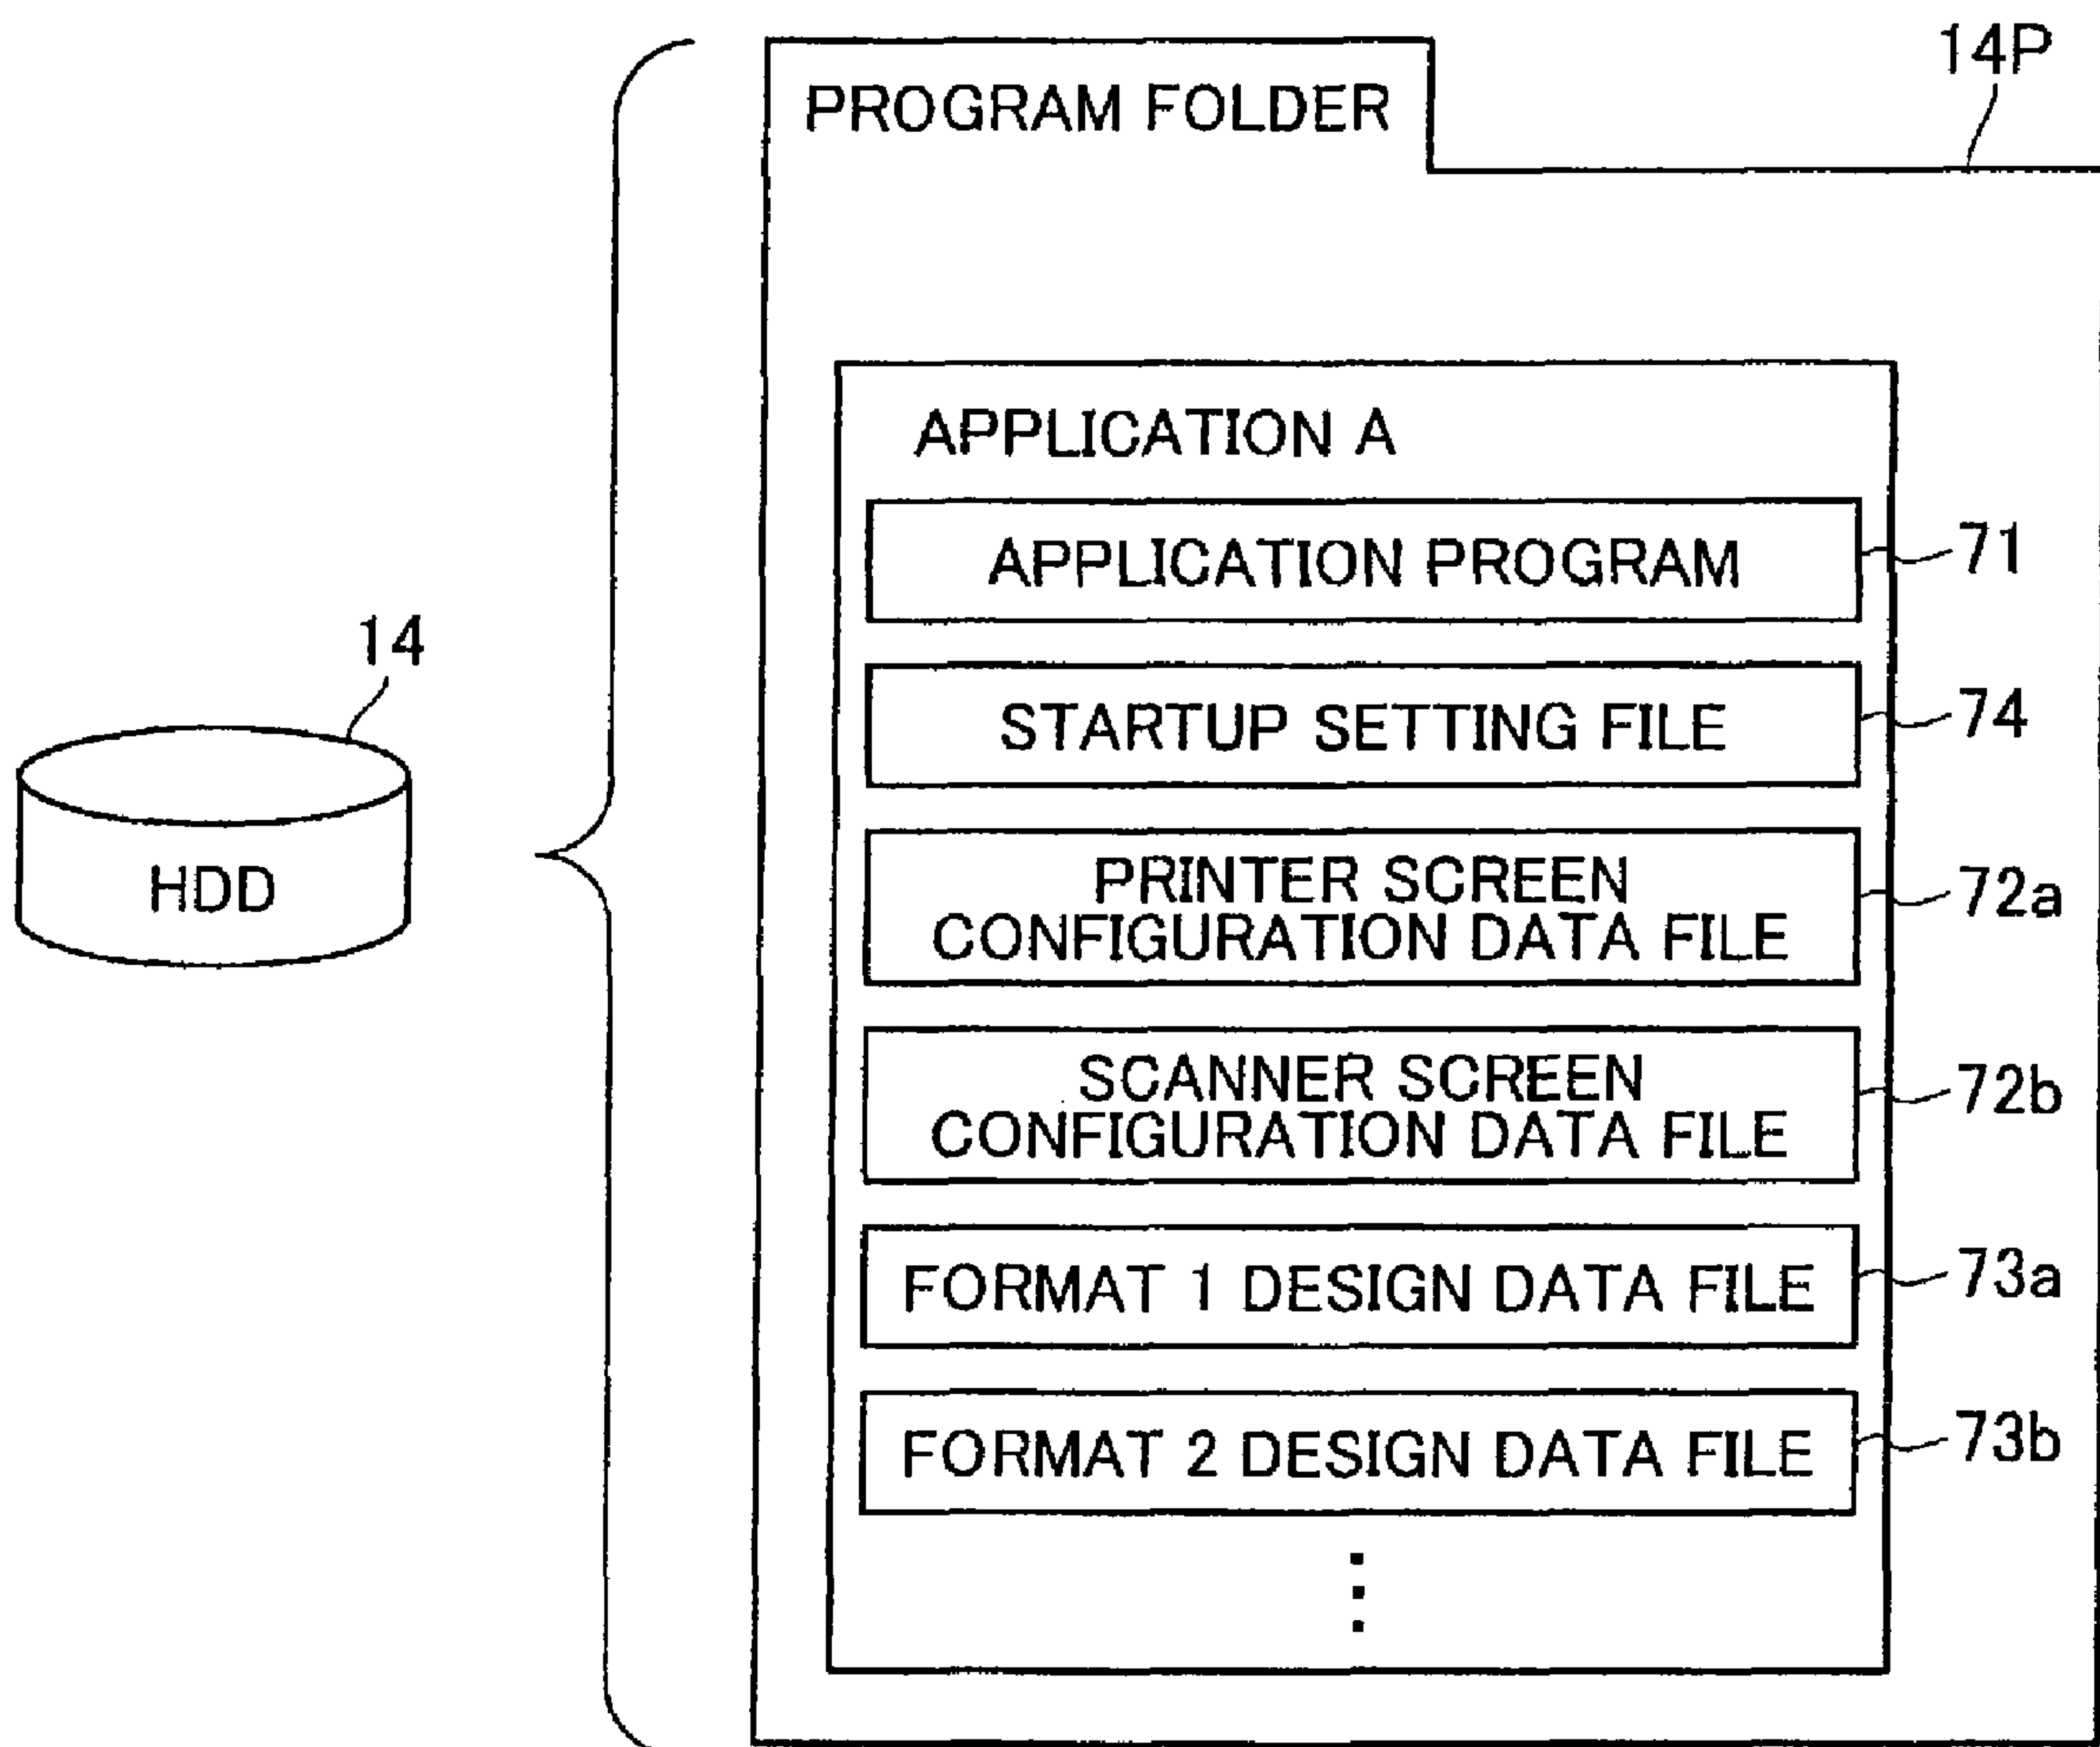 14P
PROGRAM FOLDER
APPLICATION A
APPLICATION PROGRAM
71
STARTUP SETTING FILE
74
14
HDD
PRINTER SCREEN
CONFIGURATION DATA FILE
72a
SCANNER SCREEN
CONFIGURATION DATA FILE
72b
FORMAT 1 DESIGN DATA FILE
73a
FORMAT 2 DESIGN DATA FILE
73b